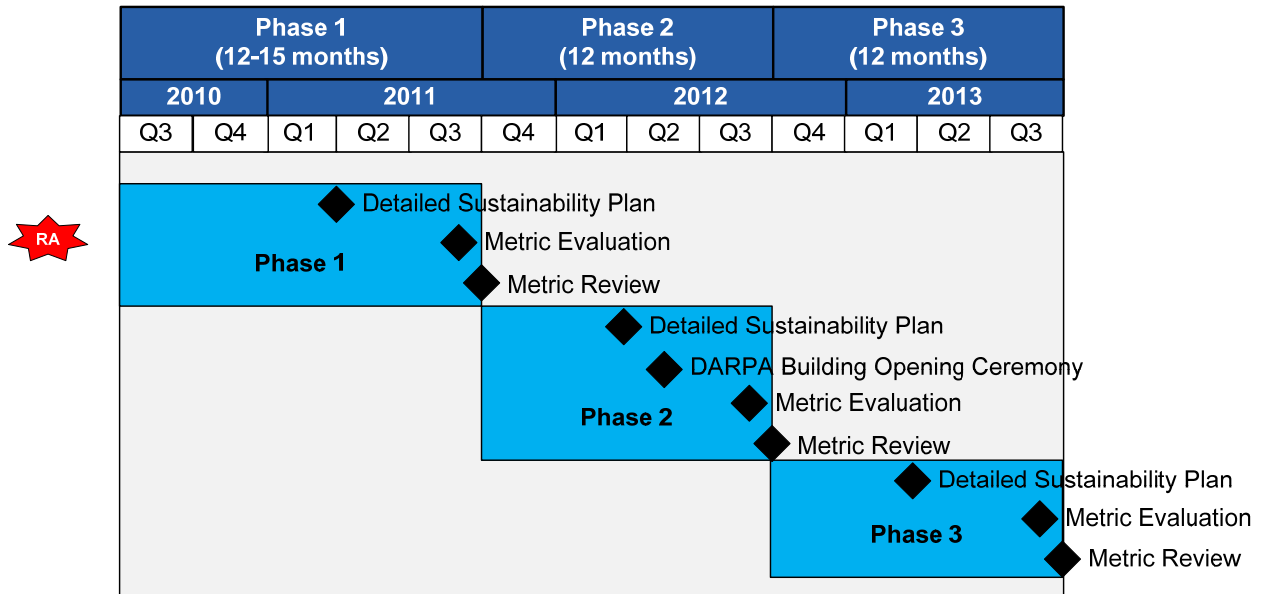 Phase 1
(12-15 months)
Phase 2
(12 months)
Phase 3
(12 months)
2010 2011 2012 2013
Q3 Q4 Q1 Q2 Q3 Q4 Q1 Q2 Q3 Q4 Q1 Q2 Q3
Detailed Sustainability Plan
RA
Metric Evaluation
Phase 1
Metric Review
Detailed Sustainability Plan
DARPA Building Opening Ceremony
Metric Evaluation
Phase 2
Metric Review
Detailed Sustainability Plan
Metric Evaluation
Phase 3
Metric Review